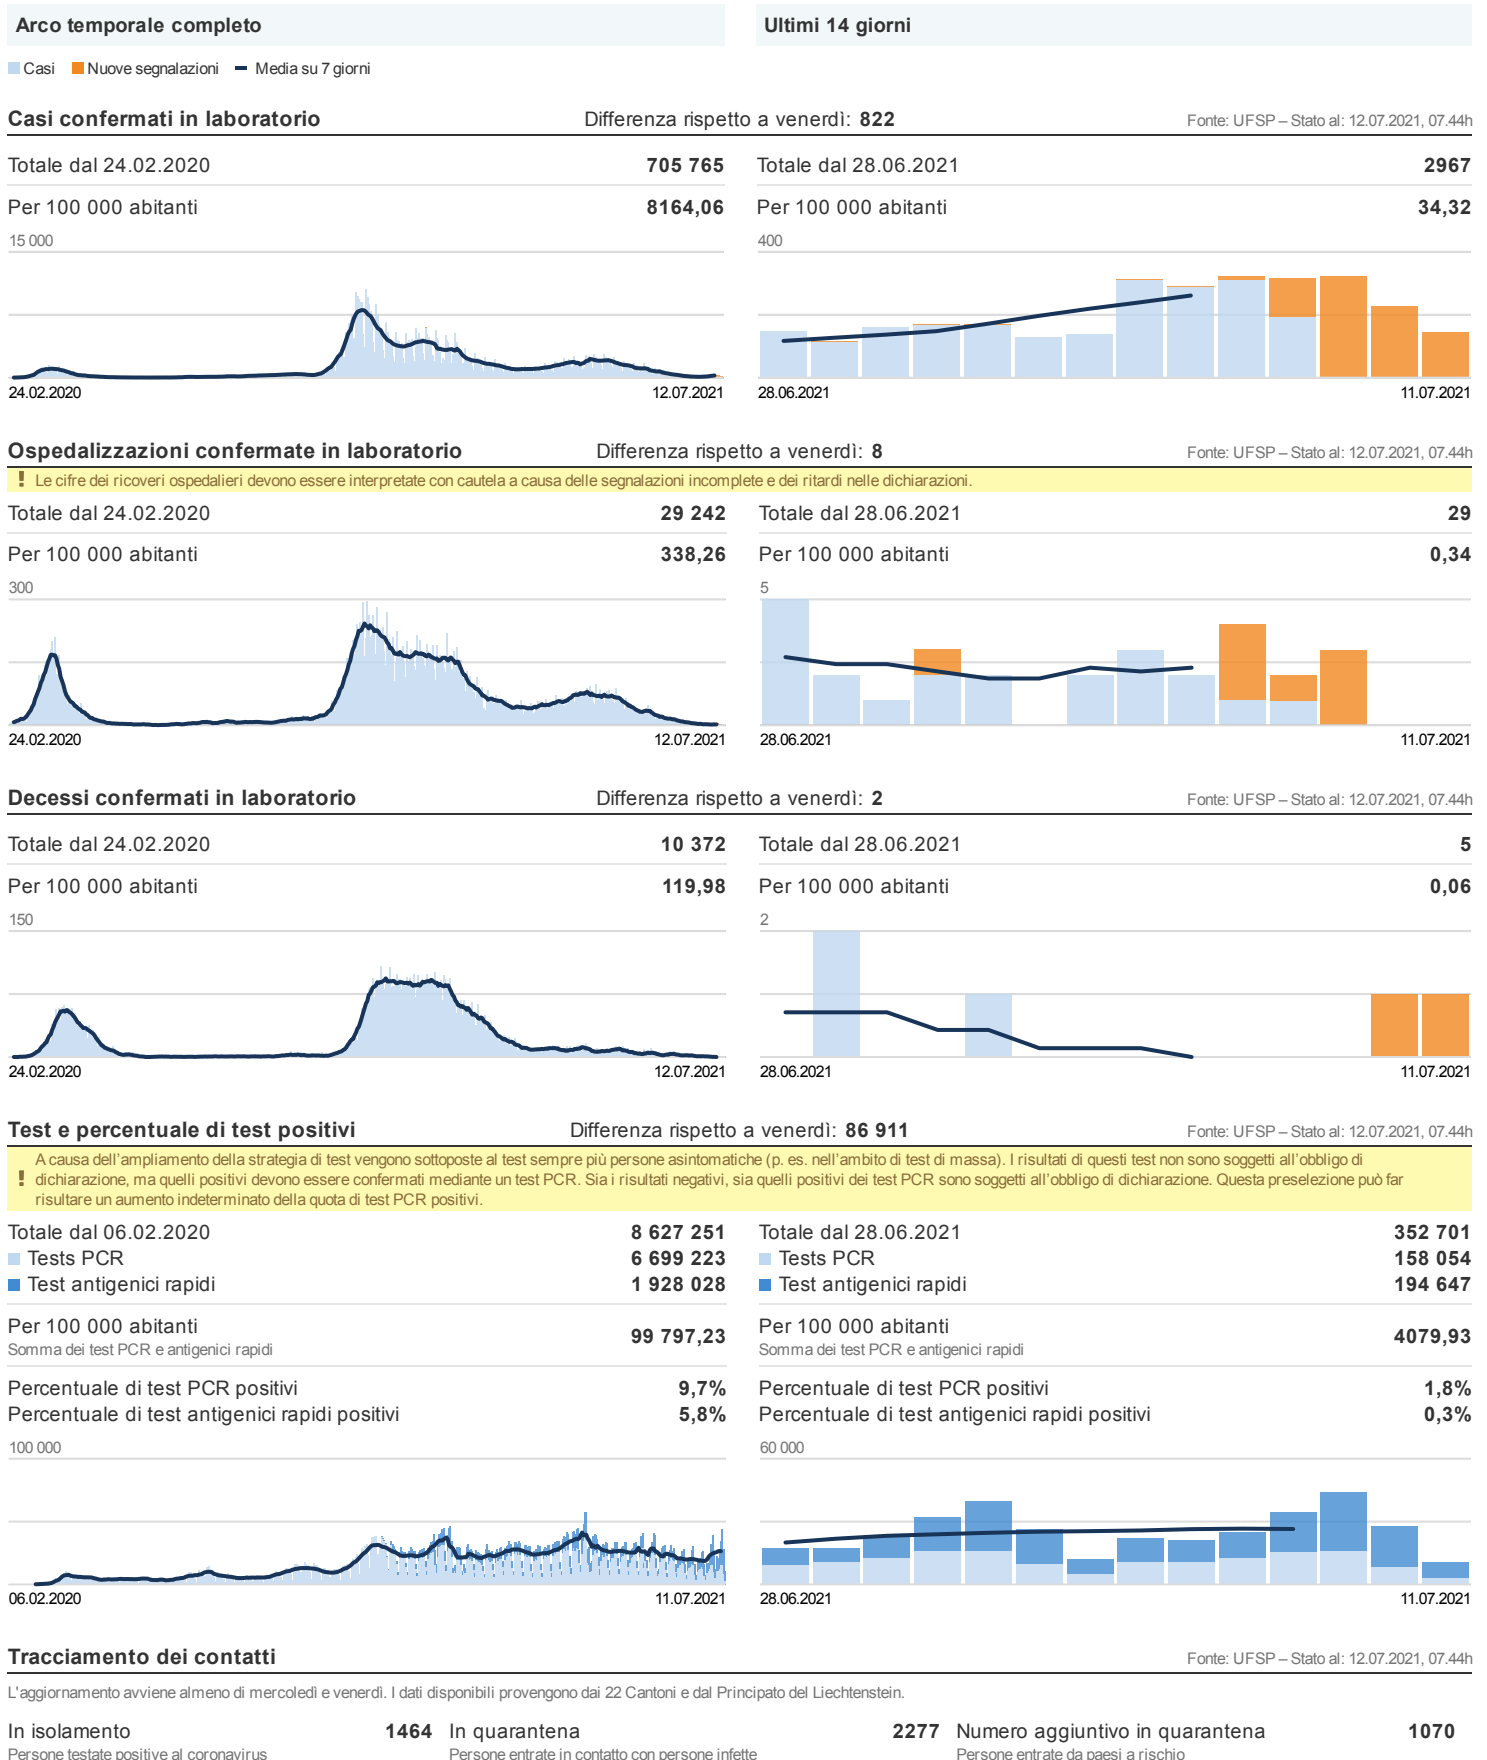 Arco temporale completo
Ultimi 14 giorni
Casi Nuove segnalazioni Media su 7 giorni
Casi confermati in laboratorio Differenza rispetto a venerdì: 822 Fonte: UFSP – Stato al: 12.07.2021, 07.44h
Totale dal 24.02.2020 705 765
Per 100 000 abitanti 8164,06
15 000
24.02.2020 12.07.2021
Totale dal 28.06.2021 2967
Per 100 000 abitanti 34,32
400
28.06.2021 11.07.2021
Ospedalizzazioni confermate in laboratorio Differenza rispetto a venerdì: 8 Fonte: UFSP – Stato al: 12.07.2021, 07.44h
! Le cifre dei ricoveri ospedalieri devono essere interpretate con cautela a causa delle segnalazioni incomplete e dei ritardi nelle dichiarazioni.
Totale dal 24.02.2020 29 242
Per 100 000 abitanti 338,26
300
24.02.2020 12.07.2021
Totale dal 28.06.2021 29
Per 100 000 abitanti 0,34
5
28.06.2021 11.07.2021
Decessi confermati in laboratorio Differenza rispetto a venerdì: 2 Fonte: UFSP – Stato al: 12.07.2021, 07.44h
Totale dal 24.02.2020 10 372
Per 100 000 abitanti 119,98
150
24.02.2020 12.07.2021
Totale dal 28.06.2021 5
Per 100 000 abitanti 0,06
2
28.06.2021 11.07.2021
Test e percentuale di test positivi Differenza rispetto a venerdì: 86 911 Fonte: UFSP – Stato al: 12.07.2021, 07.44h
A causa dell'ampliamento della strategia di test vengono sottoposte al test sempre più persone asintomatiche (p. es. nell'ambito di test di massa). I risultati di questi test non sono soggetti all'obbligo di
! dichiarazione, ma quelli positivi devono essere confermati mediante un test PCR. Sia i risultati negativi, sia quelli positivi dei test PCR sono soggetti all'obbligo di dichiarazione. Questa preselezione può far
risultare un aumento indeterminato della quota di test PCR positivi.
Totale dal 06.02.2020 8 627 251
Tests PCR 6 699 223
Test antigenici rapidi 1 928 028
Per 100 000 abitanti 99 797,23
Somma dei test PCR e antigenici rapidi
Percentuale di test PCR positivi 9,7%
Percentuale di test antigenici rapidi positivi 5,8%
100 000
06.02.2020 11.07.2021
Totale dal 28.06.2021 352 701
Tests PCR 158 054
Test antigenici rapidi 194 647
Per 100 000 abitanti 4079,93
Somma dei test PCR e antigenici rapidi
Percentuale di test PCR positivi 1,8%
Percentuale di test antigenici rapidi positivi 0,3%
60 000
28.06.2021 11.07.2021
Tracciamento dei contatti Fonte: UFSP – Stato al: 12.07.2021, 07.44h
L'aggiornamento avviene almeno di mercoledì e venerdì. I dati disponibili provengono dai 22 Cantoni e dal Principato del Liechtenstein.
In isolamento 1464
Persone testate positive al coronavirus
In quarantena 2277
Persone entrate in contatto con persone infette
Numero aggiuntivo in quarantena 1070
Persone entrate da paesi a rischio